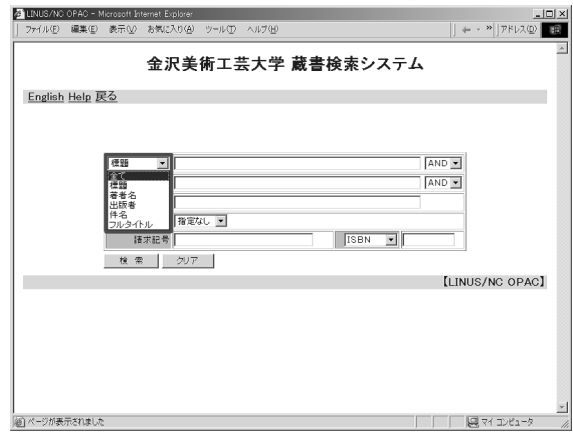 LINUS/NC OPAC - Microsoft Internet Explorer
ファイル(F) 編集(E) 表示(V) お気に入り(A) ツール(T) ヘルプ(H) アドレス(D)
金沢美術工芸大学 蔵書検索システム
English Help 戻る
標題 AND
全て
標題 AND
著者名
出版者
件名
フルタイトル 指定なし
請求記号 ISBN
検 索 クリア
【LINUS/NC OPAC】
ページが表示されました マイ コンピュータ